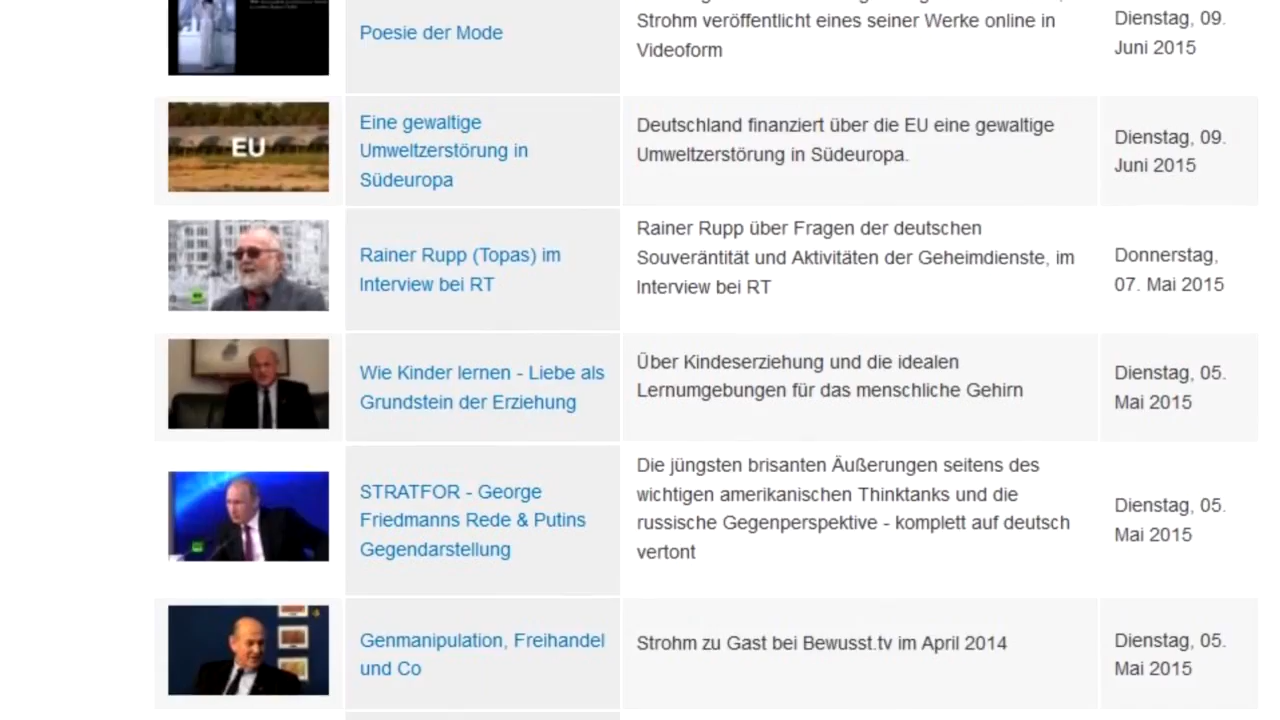 Poesie der Mode
Strohm veröffentlicht eines seiner Werke online in
Videoform
Dienstag, 09.
Juni 2015
EU
Eine gewaltige
Umweltzerstörung in
Südeuropa
Deutschland finanziert über die EU eine gewaltige
Umweltzerstörung in Südeuropa.
Dienstag, 09.
Juni 2015
Rainer Rupp (Topas) im
Interview bei RT
Rainer Rupp über Fragen der deutschen
Souveräntität und Aktivitäten der Geheimdienste, im
Interview bei RT
Donnerstag,
07. Mai 2015
Wie Kinder lernen - Liebe als
Grundstein der Erziehung
Über Kindeserziehung und die idealen
Lernumgebungen für das menschliche Gehirn
Dienstag, 05.
Mai 2015
STRATFOR - George
Friedmanns Rede & Putins
Gegendarstellung
Die jüngsten brisanten Äußerungen seitens des
wichtigen amerikanischen Thinktanks und die
russische Gegenperspektive - komplett auf deutsch
vertont
Dienstag, 05.
Mai 2015
Genmanipulation, Freihandel
und Co
Strohm zu Gast bei Bewusst.tv im April 2014
Dienstag, 05.
Mai 2015